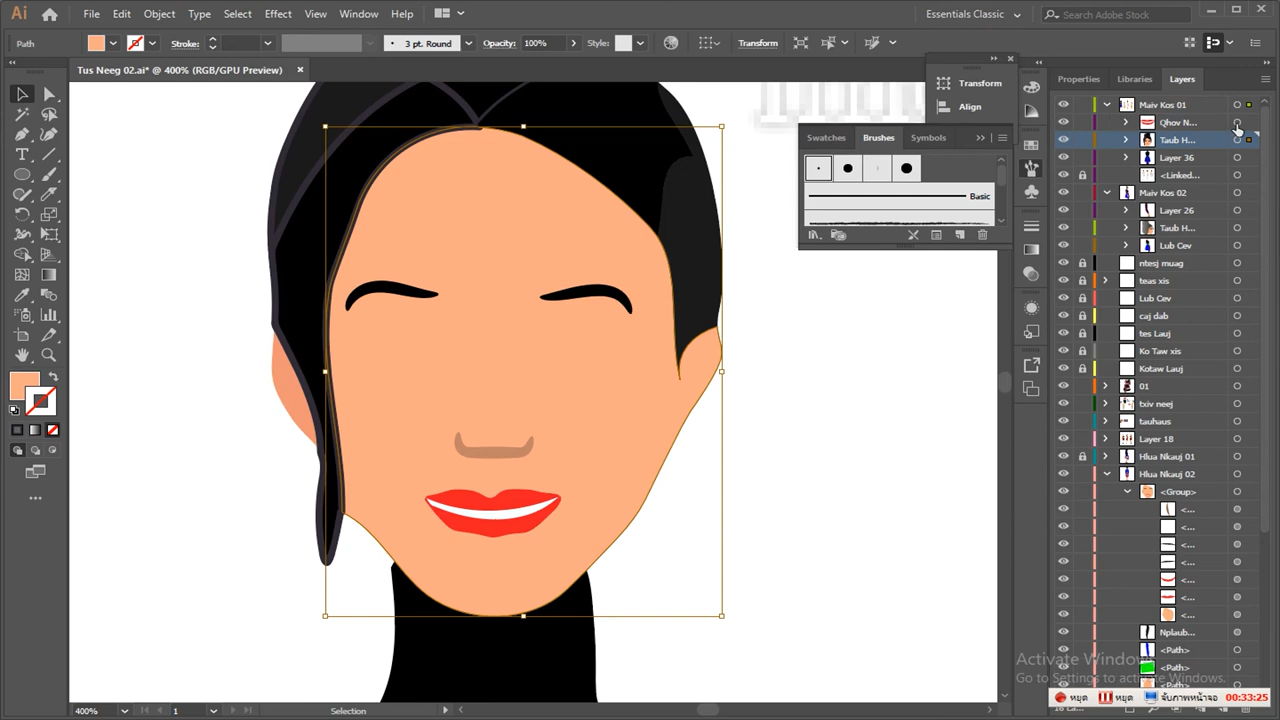 Ai File Edit Object Type Select Effect View Window Help Essentials Classic Search Adobe Stock
Path Stroke: 3 pt. Round Opacity: 100% Style: Transform
Tus Neeg 02.ai* @ 400% (RGB/GPU Preview)
Transform
Align
Swatches Brushes Symbols
Basic
Properties Libraries Layers
Maiv Kos 01
Qhov N...
Taub H...
Layer 36
<Linked...
Maiv Kos 02
Layer 26
Taub H...
Lub Cev
ntesj muag
teas xis
Lub Cev
caj dab
tes Lauj
Ko Taw xis
Kotaw Lauj
01
txiv neej
tauhaus
Layer 18
Hlua Nkauj 01
Hlua Nkauj 02
<Group>
<...
<...
<...
<...
<...
<...
<...
Nplaub...
<Path>
<Path>
<Path>
Activate Windows
Go to Settings to activate Windows.
หยุด หยุด จับภาพหน้าจอ 00:33:25
400% 1 Selection